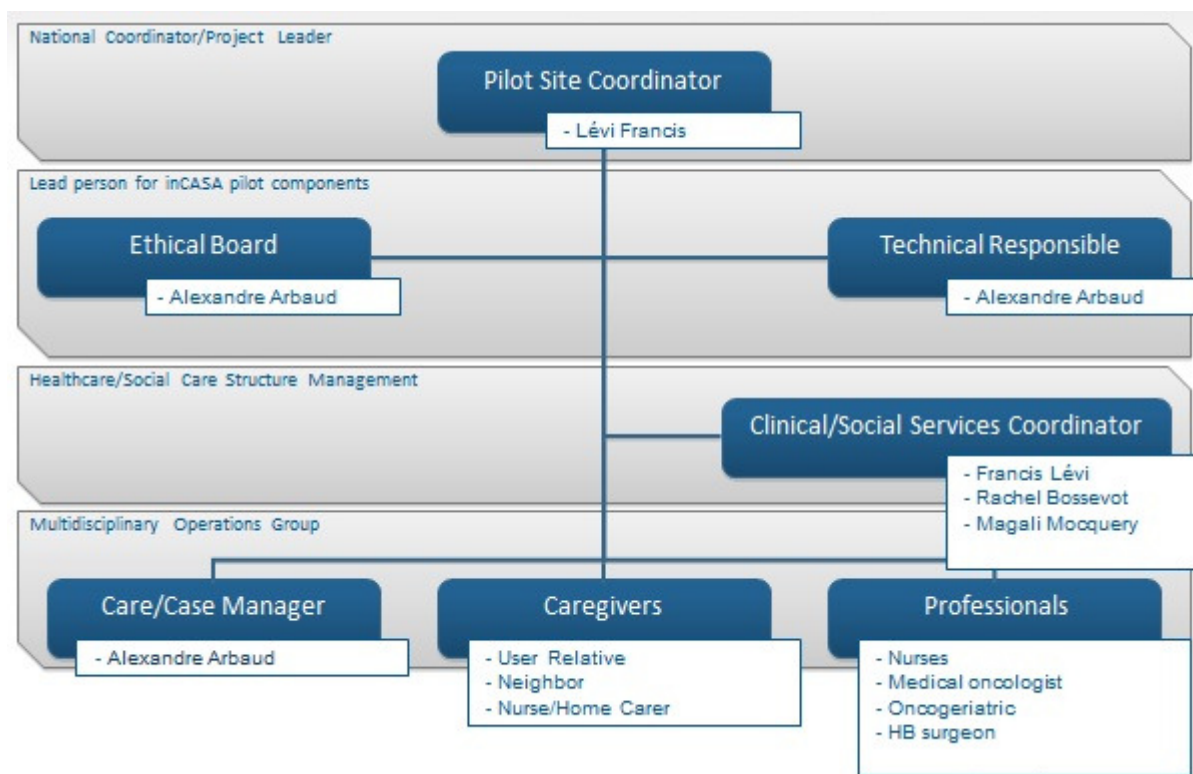 National Coordinator/Project Leader
Pilot Site Coordinator
- Lévi Francis
Lead person for inCASA pilot components
Ethical Board
- Alexandre Arbaud
Technical Responsible
- Alexandre Arbaud
Healthcare/Social Care Structure Management
Clinical/Social Services Coordinator
- Francis Lévi
- Rachel Bossevot
- Magali Mocquery
Multidisciplinary Operations Group
Care/Case Manager
- Alexandre Arbaud
Caregivers
- User Relative
- Neighbor
- Nurse/Home Carer
Professionals
- Nurses
- Medical oncologist
- Oncogeriatric
- HB surgeon